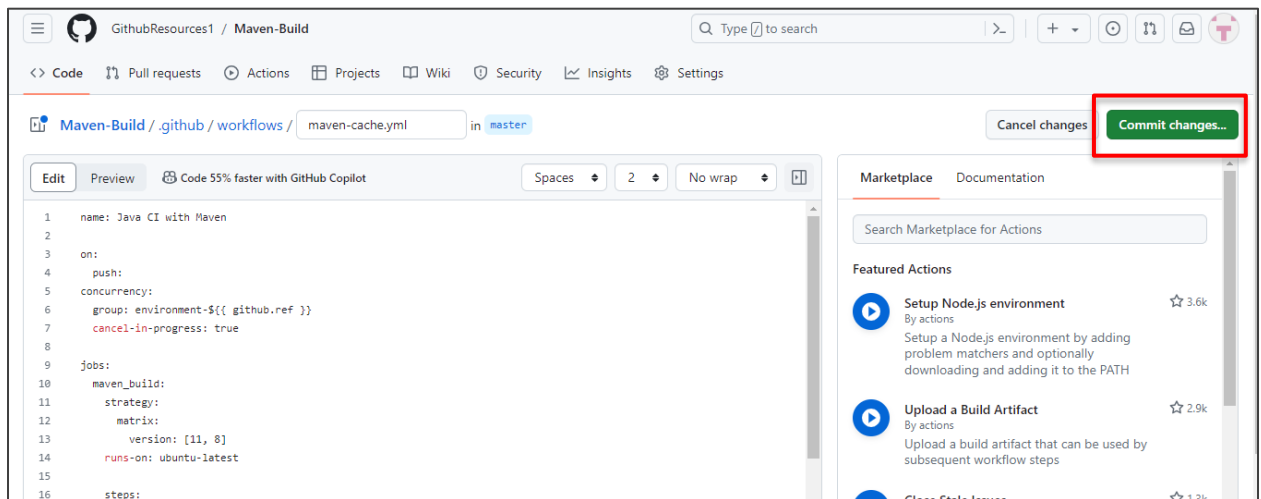 GithubResources1 / Maven-Build
Type / to search
<> Code
Pull requests
Actions
Projects
Wiki
Security
Insights
Settings
Maven-Build / .github / workflows / maven-cache.yml in master
Cancel changes
Commit changes...
Edit
Preview
Code 55% faster with GitHub Copilot
Spaces
2
No wrap
1 name: Java CI with Maven
2
3 on:
4 push:
5 concurrency:
6 group: environment-${{ github.ref }}
7 cancel-in-progress: true
8
9 jobs:
10 maven_build:
11 strategy:
12 matrix:
13 version: [11, 8]
14 runs-on: ubuntu-latest
15
16 steps:
Marketplace
Documentation
Search Marketplace for Actions
Featured Actions
Setup Node.js environment
3.6k
By actions
Setup a Node.js environment by adding
problem matchers and optionally
downloading and adding it to the PATH
Upload a Build Artifact
2.9k
By actions
Upload a build artifact that can be used by
subsequent workflow steps
Close Stale Issues
1.3k